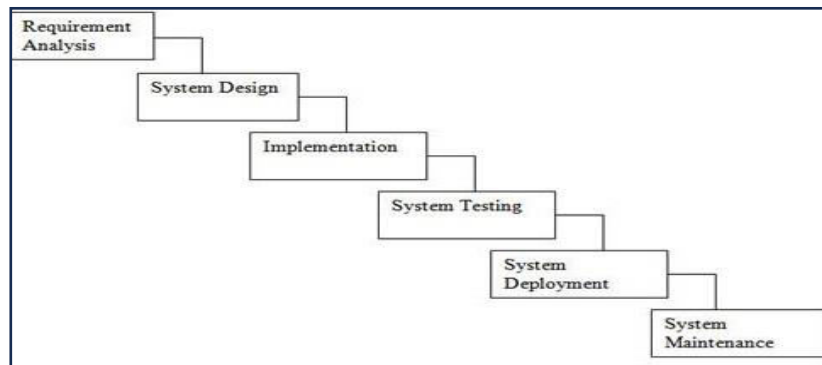 Requirement
Analysis
System Design
Implementation
System Testing
System
Deployment
System
Maintenance